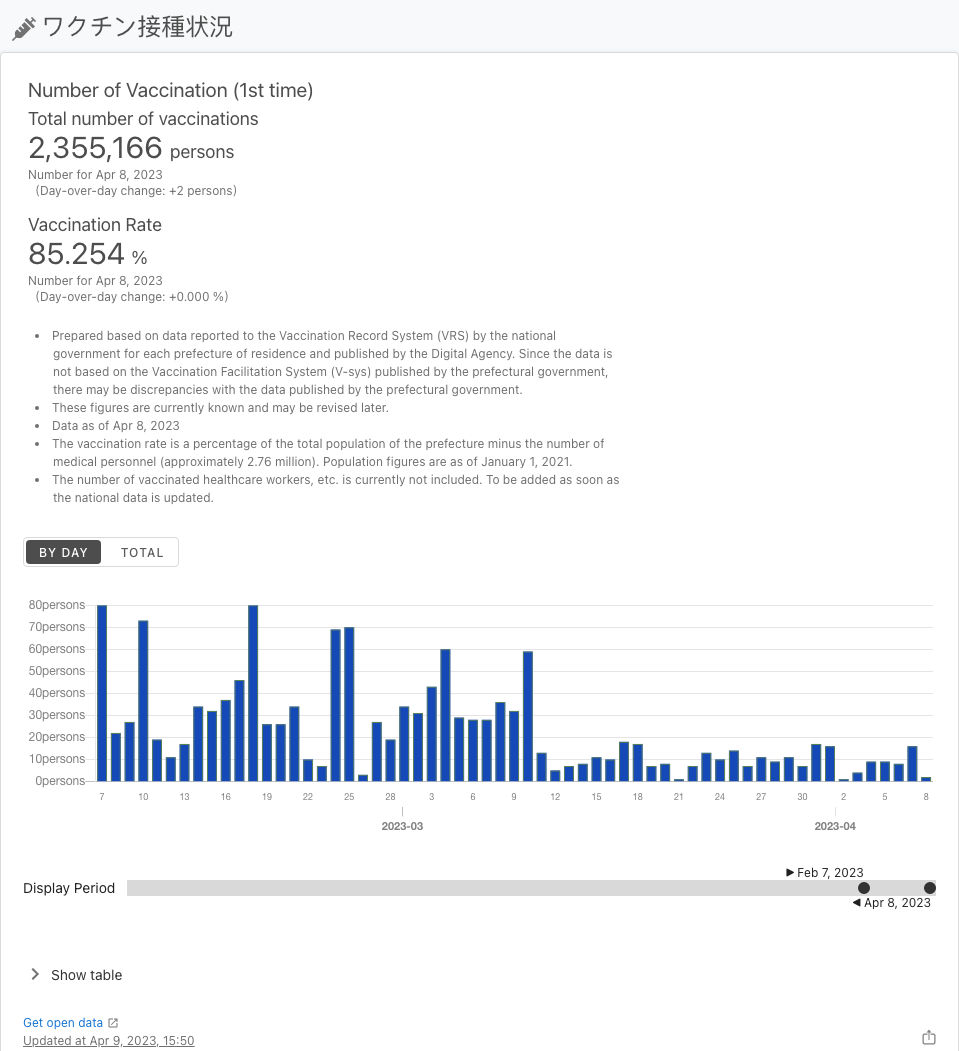 ワクチン接種状況
Number of Vaccination (1st time)
Total number of vaccinations
2,355,166 persons
Number for Apr 8, 2023
(Day-over-day change: +2 persons)
Vaccination Rate
85.254 %
Number for Apr 8, 2023
(Day-over-day change: +0.000 %)
• Prepared based on data reported to the Vaccination Record System (VRS) by the national
government for each prefecture of residence and published by the Digital Agency. Since the data is
not based on the Vaccination Facilitation System (V-sys) published by the prefectural government,
there may be discrepancies with the data published by the prefectural government.
• These figures are currently known and may be revised later.
• Data as of Apr 8, 2023
• The vaccination rate is a percentage of the total population of the prefecture minus the number of
medical personnel (approximately 2.76 million). Population figures are as of January 1, 2021.
• The number of vaccinated healthcare workers, etc. is currently not included. To be added as soon as
the national data is updated.
BY DAY TOTAL
80persons
70persons
60persons
50persons
40persons
30persons
20persons
10persons
0persons
7 10 13 16 19 22 25 28 3 6 9 12 15 18 21 24 27 30 2 5 8
2023-03 2023-04
Feb 7, 2023
Display Period
Apr 8, 2023
Show table
Get open data
Updated at Apr 9, 2023, 15:50